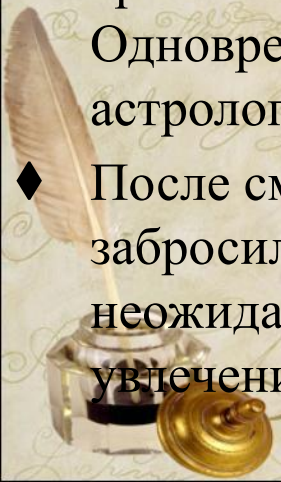 Одновре
астролог
♦ После см
забросил
неожида
увлечени